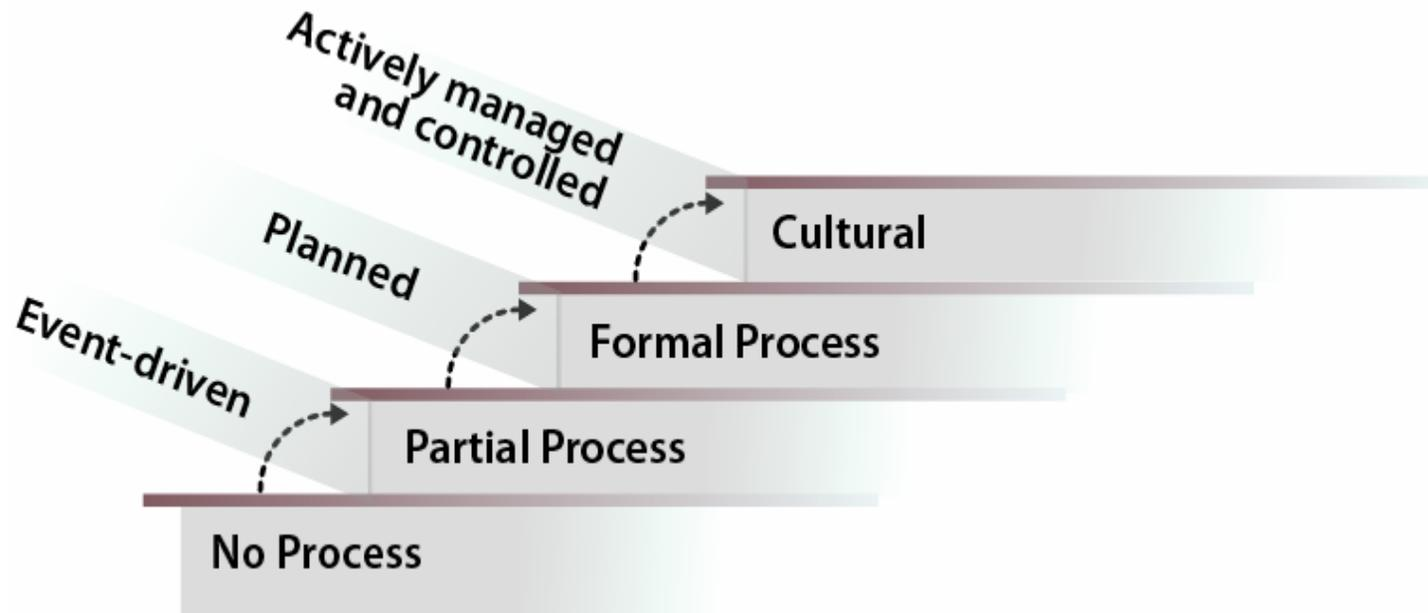 Actively managed
and controlled
Cultural
Planned
Formal Process
Event-driven
Partial Process
No Process